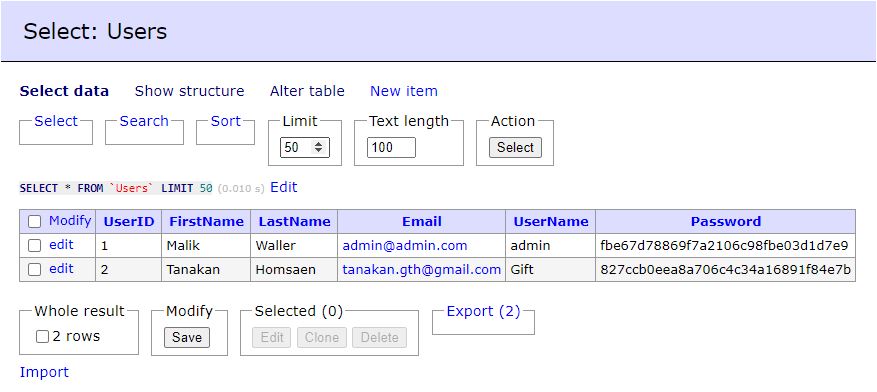 Select: Users
Select data Show structure Alter table New item
Select Search Sort Limit Text length Action
50 100 Select
SELECT * FROM `Users` LIMIT 50 (0.010 s) Edit
Modify UserID FirstName LastName Email UserName Password
edit 1 Malik Waller admin@admin.com admin fbe67d78869f7a2106c98fbe03d1d7e9
edit 2 Tanakan Homsaen tanakan.gth@gmail.com Gift 827ccb0eea8a706c4c34a16891f84e7b
Whole result Modify Selected (0) Export (2)
2 rows Save Edit Clone Delete
Import